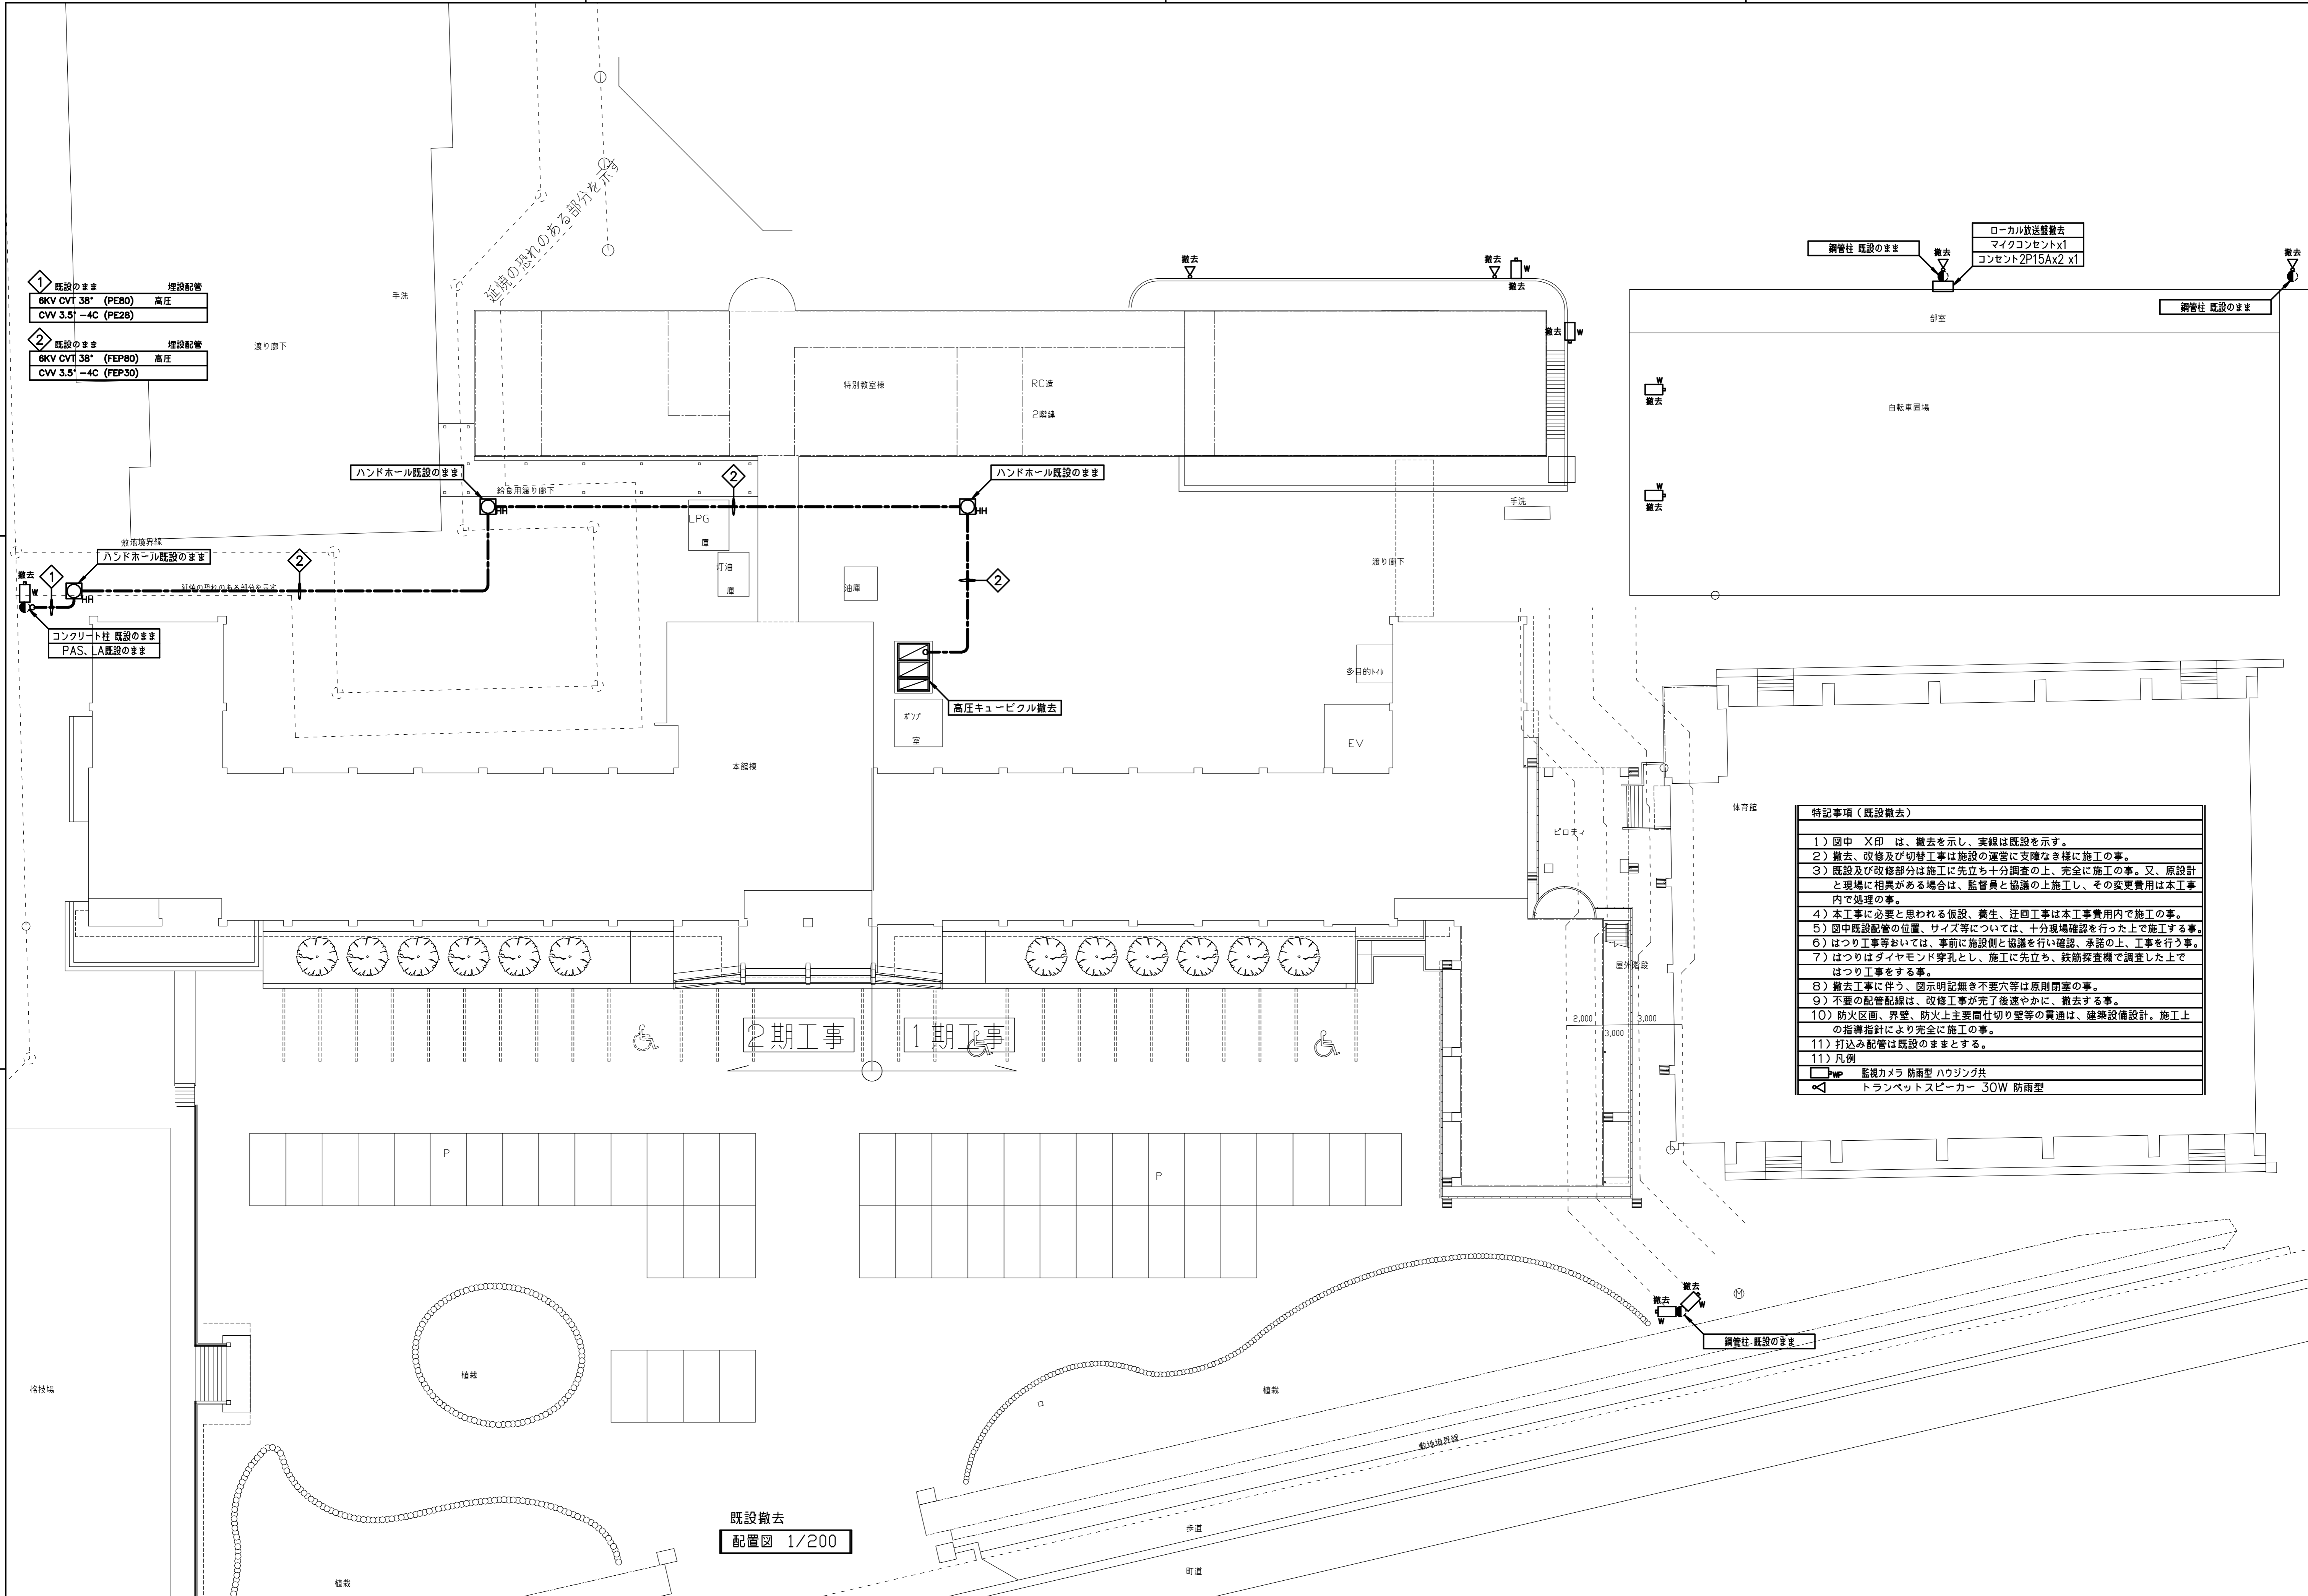 延焼の恐れのある部分を示す
手洗
渡り廊下
1 既設のまま 埋設配管
6KV CVT 38° (PE80) 高圧
CVV 3.5° -4C (PE28)
2 既設のまま 埋設配管
6KV CVT 38° (FEP80) 高圧
CVV 3.5° -4C (FEP30)
撤去
撤去
W
撤去
撤去
W
鋼管柱 既設のまま
撤去
ローカル放送盤撤去
マイクコンセントx1
コンセント2P15Ax2 x1
撤去
鋼管柱 既設のまま
部室
W
撤去
自転車置場
W
撤去
特別教室棟
RC造
2階建
ハンドホール既設のまま
給食用渡り廊下
2
ハンドホール既設のまま
HH
HH
LPG
庫
灯油
庫
油庫
手洗
渡り廊下
敷地境界線
ハンドホール既設のまま
2
2
延焼の恐れのある部分を示す
撤去
1
W
HH
コンクリート柱 既設のまま
PAS、LA既設のまま
高圧キュービクル撤去
ポンプ
室
多目的トイレ
EV
本館棟
ピロティ
体育館
屋外階段
2,000
3,000
3,000
特記事項（既設撤去）
1）図中 X印 は、撤去を示し、実線は既設を示す。
2）撤去、改修及び切替工事は施設の運営に支障なき様に施工の事。
3）既設及び改修部分は施工に先立ち十分調査の上、完全に施工の事。又、原設計
と現場に相異がある場合は、監督員と協議の上施工し、その変更費用は本工事
内で処理の事。
4）本工事に必要と思われる仮設、養生、迂回工事は本工事費用内で施工の事。
5）図中既設配管の位置、サイズ等については、十分現場確認を行った上で施工する事。
6）はつり工事等おいては、事前に施設側と協議を行い確認、承諾の上、工事を行う事。
7）はつりはダイヤモンド穿孔とし、施工に先立ち、鉄筋探査機で調査した上で
はつり工事をする事。
8）撤去工事に伴う、図示明記無き不要穴等は原則閉塞の事。
9）不要の配管配線は、改修工事が完了後速やかに、撤去する事。
10）防火区画、界壁、防火上主要間仕切り壁等の貫通は、建築設備設計。施工上
の指導指針により完全に施工の事。
11）打込み配管は既設のままとする。
11）凡例
WP 監視カメラ 防雨型 ハウジング共
トランペットスピーカー 30W 防雨型
2期工事
1期工事
P
P
撤去
撤去
W
W
M
鋼管柱 既設のまま
植栽
植栽
植栽
敷地境界線
歩道
町道
既設撤去
配置図 1/200